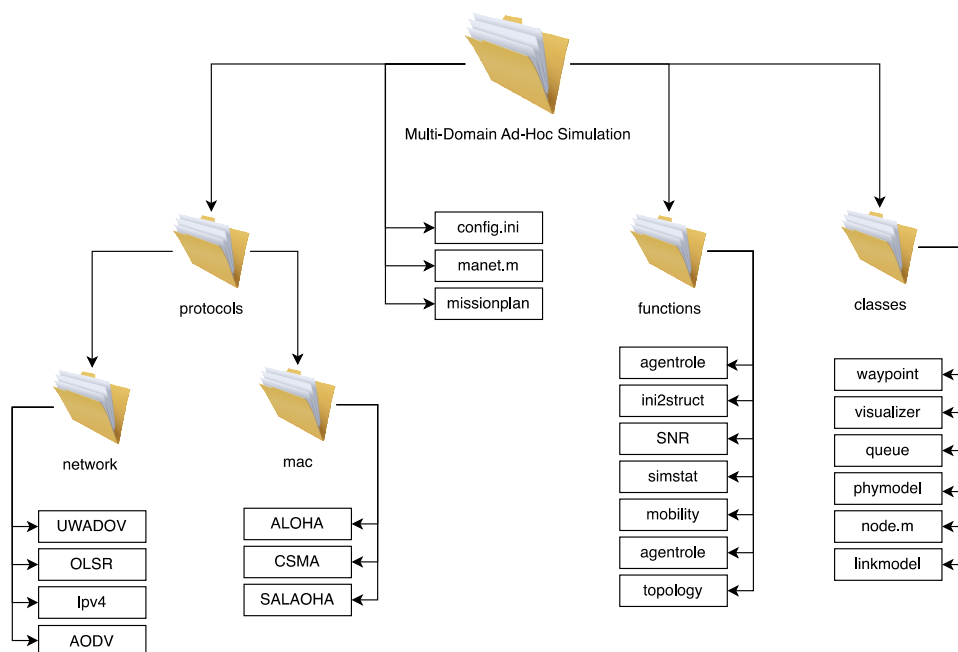 Multi-Domain Ad-Hoc Simulation
protocols
network
UWADOV
OLSR
Ipv4
AODV
mac
ALOHA
CSMA
SALAOHA
config.ini
manet.m
missionplan
functions
agentrole
ini2struct
SNR
simstat
mobility
agentrole
topology
classes
waypoint
visualizer
queue
phymodel
node.m
linkmodel